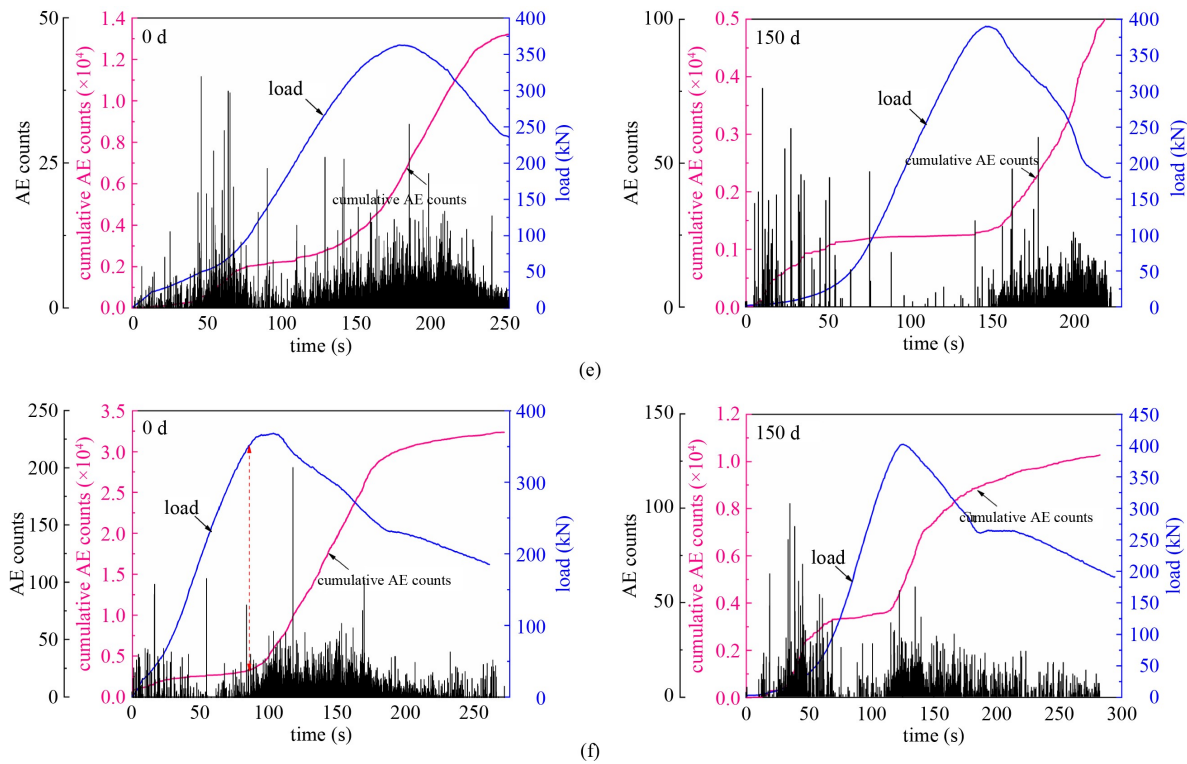 0 d
load
cumulative AE counts
AE counts
50
25
0
cumulative AE counts (×10⁴)
1.4
1.2
1.0
0.8
0.6
0.4
0.2
0.0
load (kN)
400
350
300
250
200
150
100
50
0
0 50 100 150 200 250
time (s)
150 d
load
cumulative AE counts
AE counts
100
50
0
cumulative AE counts (×10⁴)
0.5
0.4
0.3
0.2
0.1
0.0
load (kN)
400
350
300
250
200
150
100
50
0
0 50 100 150 200
time (s)
(e)
0 d
load
cumulative AE counts
AE counts
250
200
150
100
50
0
cumulative AE counts (×10⁴)
3.5
3.0
2.5
2.0
1.5
1.0
0.5
0.0
load (kN)
400
300
200
100
0
0 50 100 150 200 250
time (s)
150 d
load
cumulative AE counts
AE counts
150
100
50
0
cumulative AE counts (×10⁴)
1.2
1.0
0.8
0.6
0.4
0.2
0.0
load (kN)
450
400
350
300
250
200
150
100
50
0
0 50 100 150 200 250 300
time (s)
(f)